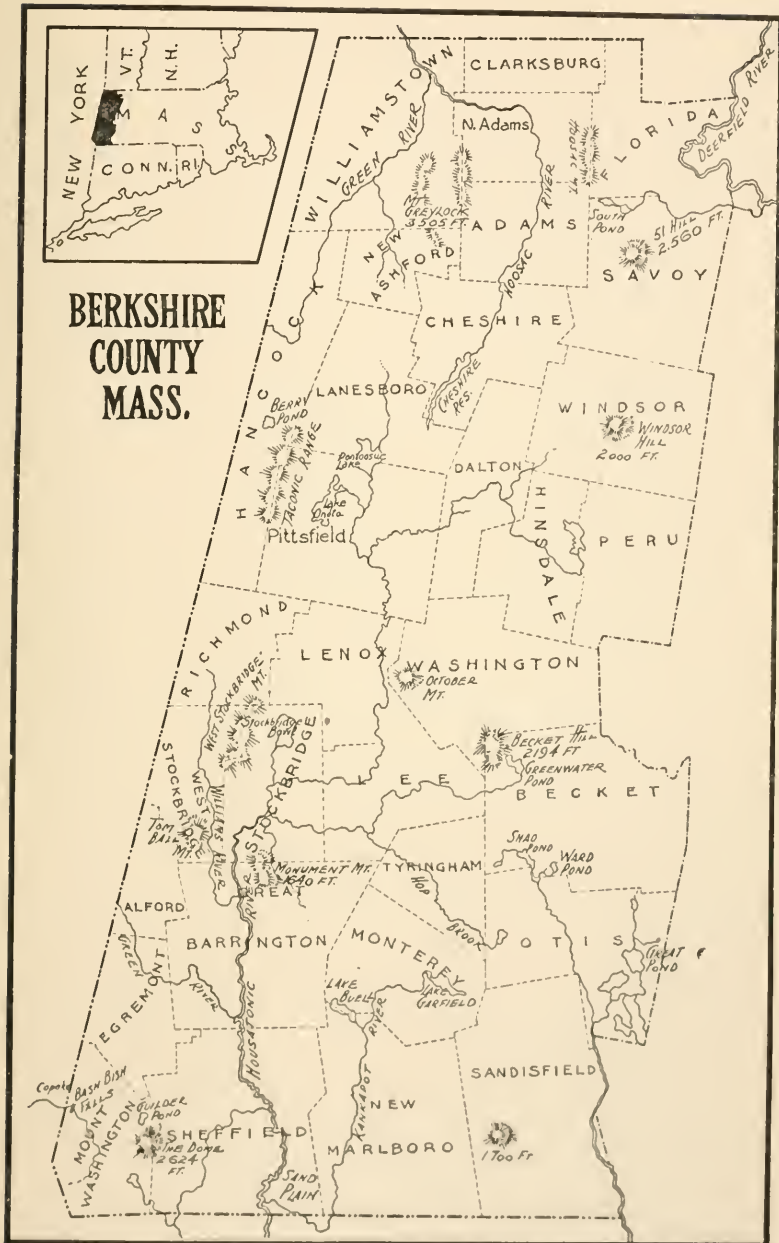 NEW YORK
VT.
N.H.
MASS
CONN.
R.I.
BERKSHIRE
COUNTY
MASS.
WILLIAMSTOWN
CLARKSBURG
N. Adams
FLORIDA
DEERFIELD RIVER
GREEN RIVER
HOOSAC MT.
MT
GREYLOCK
3505 FT.
ADAMS
SOUTH
POND
51 HILL
2.560 FT.
SAVOY
NEW
ASHFORD
HOOSAC RIVER
CHESHIRE
HANCOCK
LANESBORO
CHESHIRE
RES.
BERRY
POND
WINDSOR
WINDSOR
HILL
2000 FT.
TACONIC RANGE
Pontoosuc
Lake
DALTON
Lake
Onota
Pittsfield
HINSDALE
PERU
RICHMOND
LENOX
WASHINGTON
OCTOBER
MT.
WEST STOCKBRIDGE MT.
Stockbridge
Bowl
BECKET HILL
2194 FT
GREENWATER
POND
WEST
STOCKBRIDGE
STOCKBRIDGE
LEE
BECKET
TOM
BALL
MT.
WILLIAMS RIVER
SHAD
POND
WARD
POND
MONUMENT MT.
1640 FT.
TYRINGHAM
HOP BROOK
GREAT
BARRINGTON
ALFORD
MONTEREY
OTIS
GREAT
POND
GREEN RIVER
EGREMONT
LAKE
BUELL
LAKE
GARFIELD
HOUSATONIC RIVER
KANKAPOT RIVER
SANDISFIELD
Copake
BASH BISH
FALLS
GUILDER
POND
MOUNT
WASHINGTON
SHEFFIELD
THE DOME
2624
FT.
NEW
MARLBORO
1700 FT
SAND
PLAIN